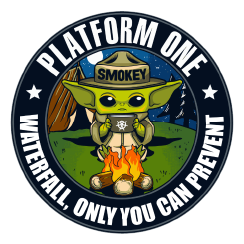 PLATFORM ONE
SMOKEY
WATERFALL, ONLY YOU CAN PREVENT